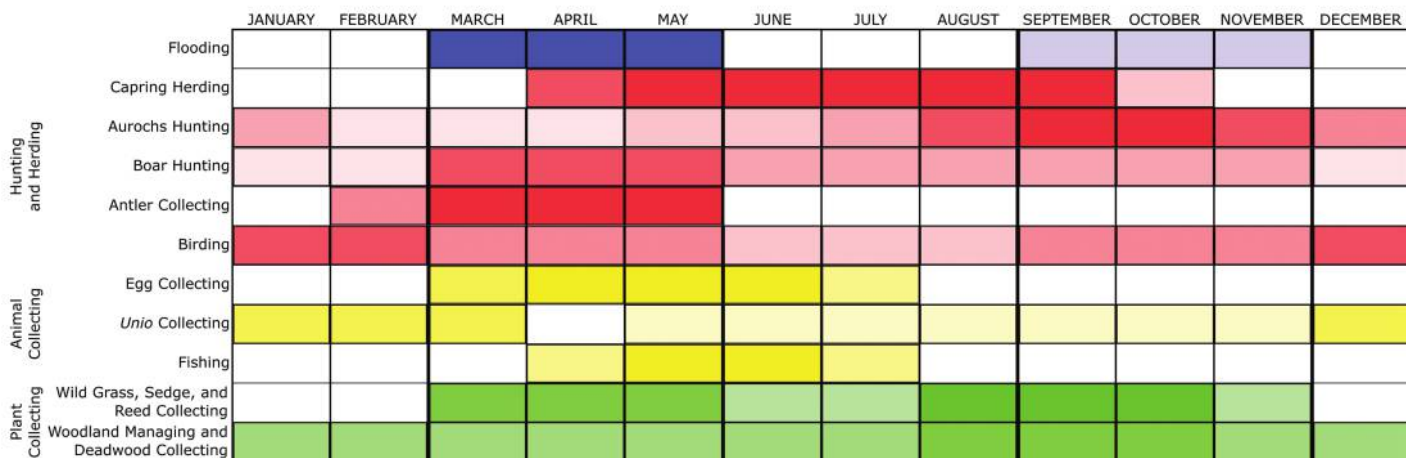 JANUARY FEBRUARY MARCH APRIL MAY JUNE JULY AUGUST SEPTEMBER OCTOBER NOVEMBER DECEMBER
Hunting
and Herding
Flooding
Capring Herding
Aurochs Hunting
Boar Hunting
Antler Collecting
Birding
Animal
Collecting
Egg Collecting
Unio Collecting
Fishing
Plant
Collecting
Wild Grass, Sedge, and
Reed Collecting
Woodland Managing and
Deadwood Collecting